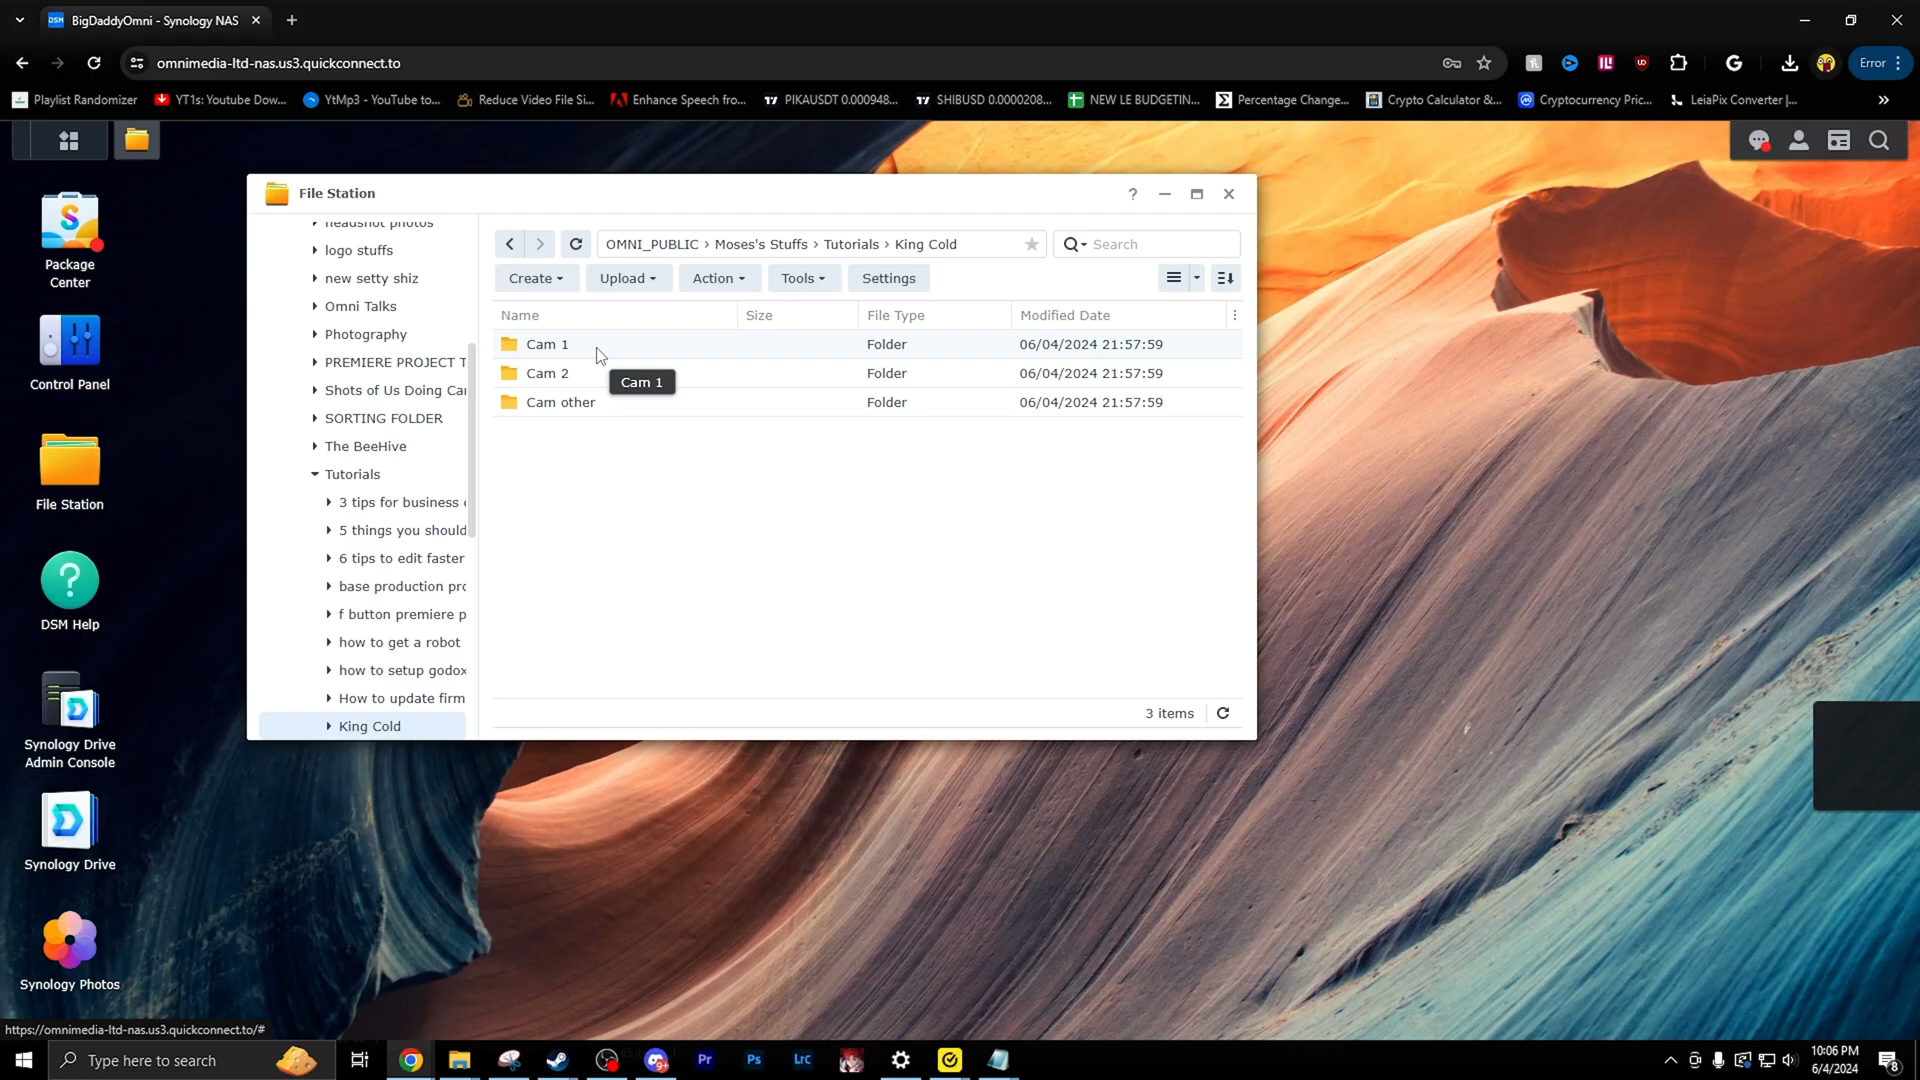 DSM BigDaddyOmni - Synology NAS
omnimedia-ltd-nas.us3.quickconnect.to
Error
Playlist Randomizer
YT1s: Youtube Dow...
YtMp3 - YouTube to...
Reduce Video File Si...
Enhance Speech fro...
PIKAUSDT 0.000948...
SHIBUSD 0.0000208...
NEW LE BUDGETIN...
Percentage Change...
Crypto Calculator &...
Cryptocurrency Pric...
LeiaPix Converter |...
Package
Center
Control Panel
File Station
DSM Help
Synology Drive
Admin Console
Synology Drive
Synology Photos
File Station
headshot photos
logo stuffs
new setty shiz
Omni Talks
Photography
PREMIERE PROJECT T
Shots of Us Doing Car
SORTING FOLDER
The BeeHive
Tutorials
3 tips for business
5 things you should
6 tips to edit faster
base production pro
f button premiere p
how to get a robot
how to setup godox
How to update firm
King Cold
OMNI_PUBLIC › Moses's Stuffs › Tutorials › King Cold
Search
Create
Upload
Action
Tools
Settings
Name Size File Type Modified Date
Cam 1 Folder 06/04/2024 21:57:59
Cam 2 Folder 06/04/2024 21:57:59
Cam 1
Cam other Folder 06/04/2024 21:57:59
3 items
https://omnimedia-ltd-nas.us3.quickconnect.to/#
Type here to search
9+
Pr
Ps
Lrc
10:06 PM
6/4/2024
8